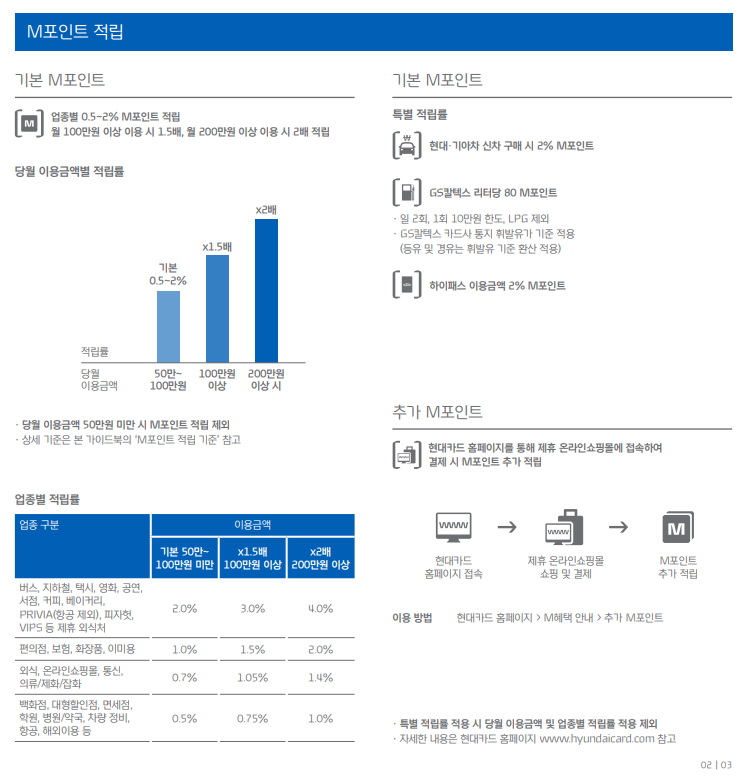 M포인트 적립
기본 M포인트
M
업종별 0.5~2% M포인트 적립
월 100만원 이상 이용 시 1.5배, 월 200만원 이상 이용 시 2배 적립
당월 이용금액별 적립률
x2배
x1.5배
기본
0.5~2%
적립률
당월
이용금액
50만~
100만원
100만원
이상
200만원
이상 시
· 당월 이용금액 50만원 미만 시 M포인트 적립 제외
· 상세 기준은 본 가이드북의 'M포인트 적립 기준' 참고
업종별 적립률
업종 구분
이용금액
기본 50만~
100만원 미만
x1.5배
100만원 이상
x2배
200만원 이상
버스, 지하철, 택시, 영화, 공연,
서점, 커피, 베이커리,
PRIVIA(항공 제외), 피자헛,
VIPS 등 제휴 외식처
2.0% 3.0% 4.0%
편의점, 보험, 화장품, 이미용
1.0% 1.5% 2.0%
외식, 온라인쇼핑몰, 통신,
의류/제화/잡화
0.7% 1.05% 1.4%
백화점, 대형할인점, 면세점,
학원, 병원/약국, 차량 정비,
항공, 해외이용 등
0.5% 0.75% 1.0%
기본 M포인트
특별 적립률
현대·기아차 신차 구매 시 2% M포인트
GS칼텍스 리터당 80 M포인트
· 일 2회, 1회 10만원 한도, LPG 제외
· GS칼텍스 카드사 통지 휘발유가 기준 적용
(등유 및 경유는 휘발유 기준 환산 적용)
하이패스 이용금액 2% M포인트
추가 M포인트
현대카드 홈페이지를 통해 제휴 온라인쇼핑몰에 접속하여
결제 시 M포인트 추가 적립
www
www
M
현대카드
홈페이지 접속
제휴 온라인쇼핑몰
쇼핑 및 결제
M포인트
추가 적립
이용 방법 현대카드 홈페이지 > M혜택 안내 > 추가 M포인트
· 특별 적립률 적용 시 당월 이용금액 및 업종별 적립률 적용 제외
· 자세한 내용은 현대카드 홈페이지 www.hyundaicard.com 참고
02 | 03